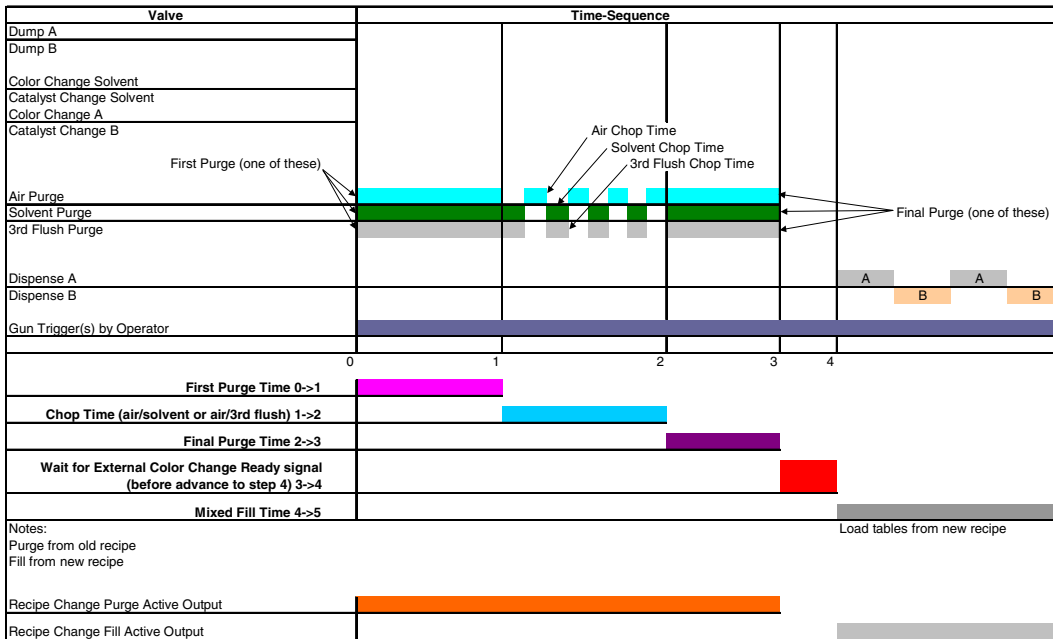 Valve
Time-Sequence
Dump A
Dump B
Color Change Solvent
Catalyst Change Solvent
Color Change A
Catalyst Change B
Air Chop Time
Solvent Chop Time
3rd Flush Chop Time
First Purge (one of these)
Air Purge
Solvent Purge
3rd Flush Purge
Final Purge (one of these)
Dispense A
A A
Dispense B
B B
Gun Trigger(s) by Operator
0 1 2 3 4
First Purge Time 0->1
Chop Time (air/solvent or air/3rd flush) 1->2
Final Purge Time 2->3
Wait for External Color Change Ready signal
(before advance to step 4) 3->4
Mixed Fill Time 4->5
Notes:
Load tables from new recipe
Purge from old recipe
Fill from new recipe
Recipe Change Purge Active Output
Recipe Change Fill Active Output